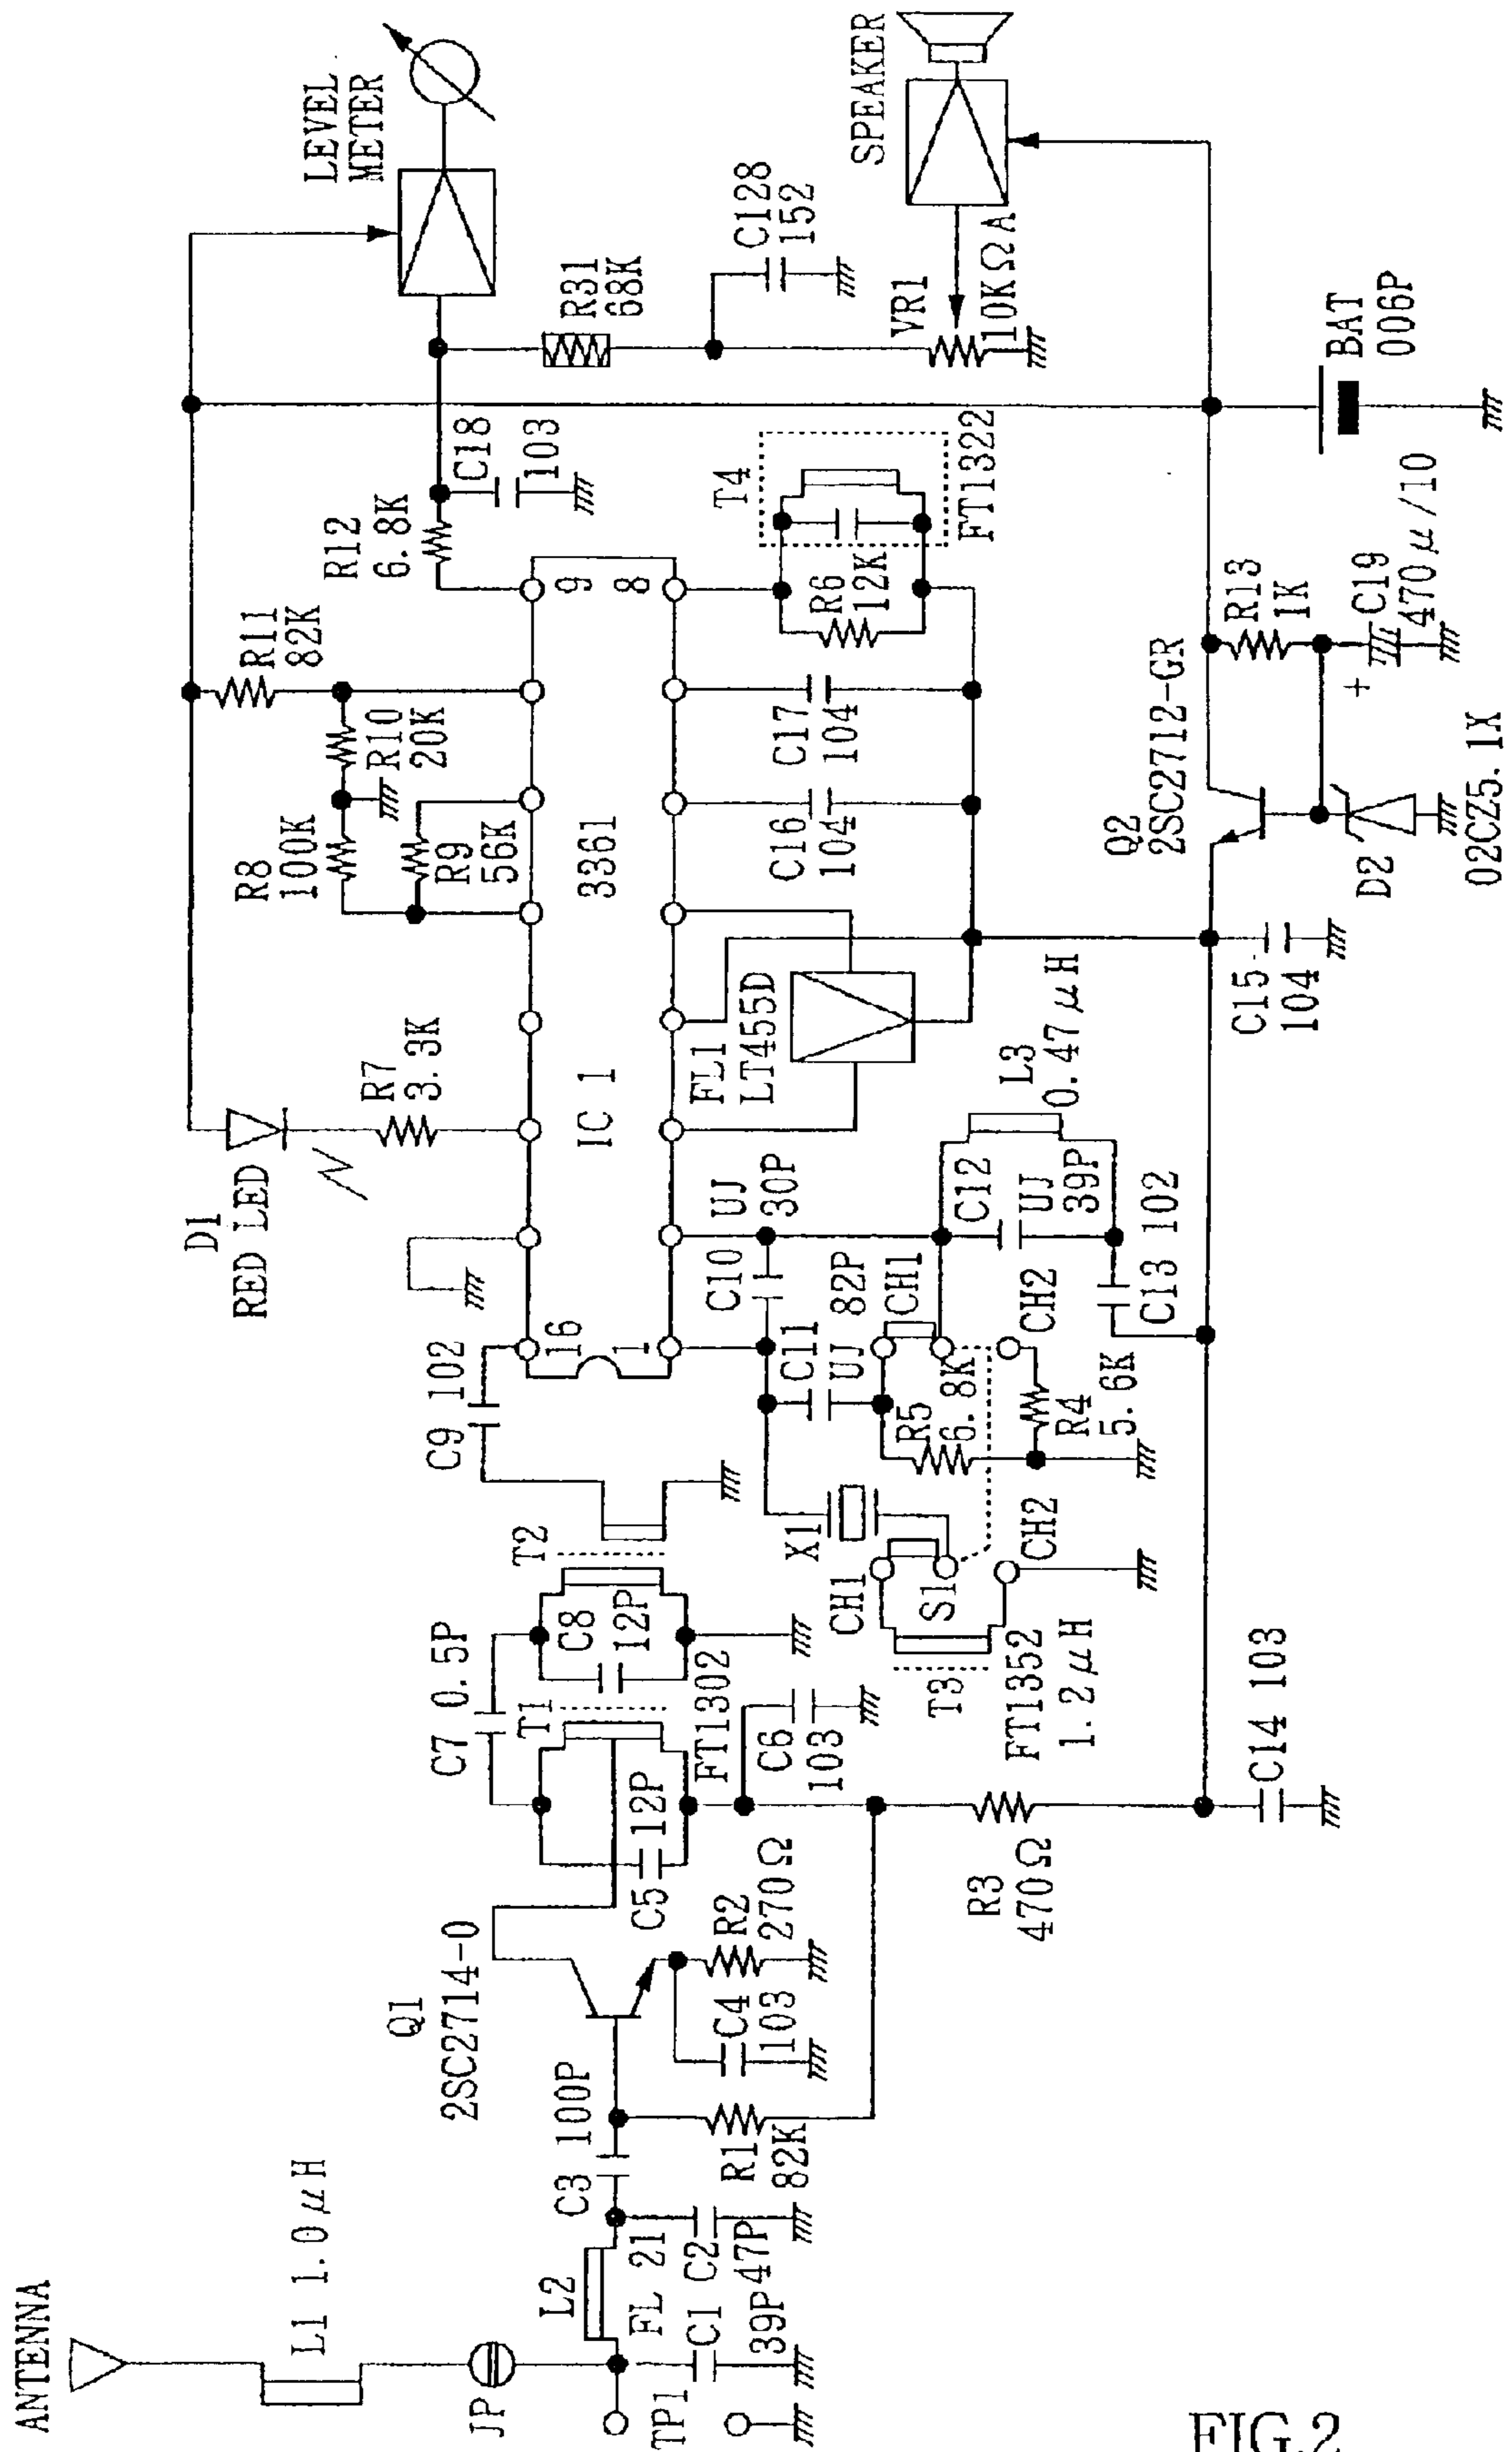 ANTENNA
L1 1.0μH
JP
TP1
L2
FL 21
C1
39P
C2
47P
C3 100P
R1
82K
Q1
2SC2714-O
C4
103
R2
270Ω
C5
12P
C7 0.5P
T1
FT1302
C8
12P
T2
C6
103
R3
470Ω
C14 103
C9 102
16
1
IC 1
3361
9
8
X1
CH1
S1
CH2
T3
FT1352
1.2μH
C11
UJ 82P
C10
UJ
30P
CH1
R5
6.8K
CH2
R4
5.6K
C12
UJ
39P
C13 102
L3
0.47μH
D1
RED LED
R7
3.3K
FL1
LT455D
R8
100K
R9
56K
R10
20K
R11
82K
R12
6.8K
C16
104
C17
104
R6
12K
T4
FT1322
C18
103
C15
104
Q2
2SC2712-GR
D2
02CZ5.1X
R13
1K
+
C19
470μ/10
BAT
006P
R31
68K
C128
152
VR1
10KΩA
LEVEL
METER
SPEAKER
FIG.2